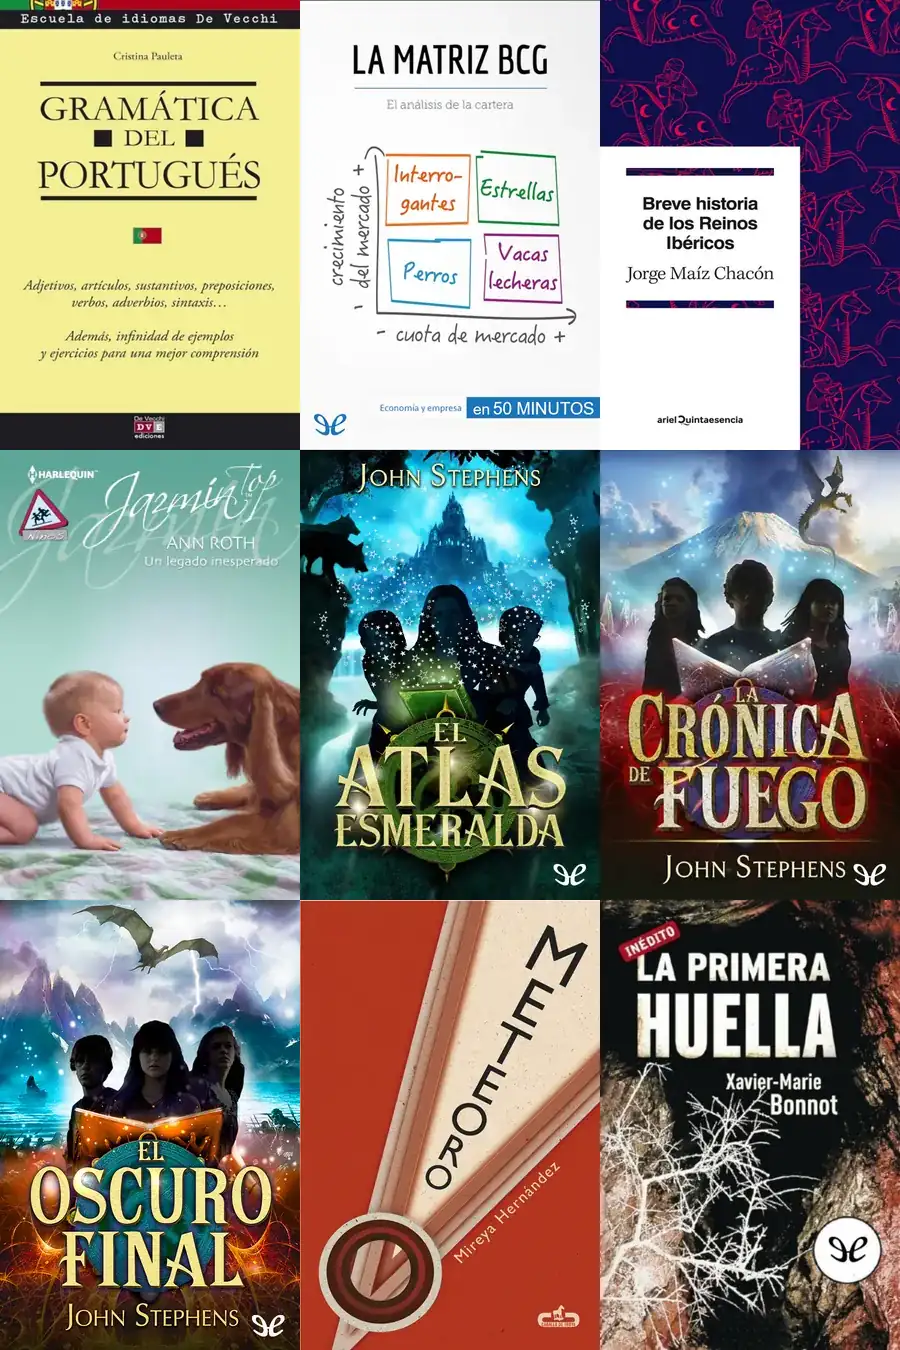 Escuela de idiomas De Vecchi
Cristina Pauleta
GRAMÁTICA
DEL
PORTUGUÉS
Adjetivos, artículos, sustantivos, preposiciones,
verbos, adverbios, sintaxis…
Además, infinidad de ejemplos
y ejercicios para una mejor comprensión
De Vecchi
DVE
ediciones
LA MATRIZ BCG
El análisis de la cartera
crecimiento
del mercado
- +
Interro-
gantes
Estrellas
Perros
Vacas
lecheras
- cuota de mercado +
Economía y empresa
en 50 MINUTOS
Breve historia
de los Reinos
Ibéricos
Jorge Maíz Chacón
ariel Quintaesencia
HARLEQUIN™
Jazmín Top™
NIÑOS
ANN ROTH
Un legado inesperado
JOHN STEPHENS
EL
ATLAS
ESMERALDA
LA
CRÓNICA
DE FUEGO
JOHN STEPHENS
EL
OSCURO
FINAL
JOHN STEPHENS
METEORO
Mireya Hernández
INÉDITO
LA PRIMERA
HUELLA
Xavier-Marie
Bonnot